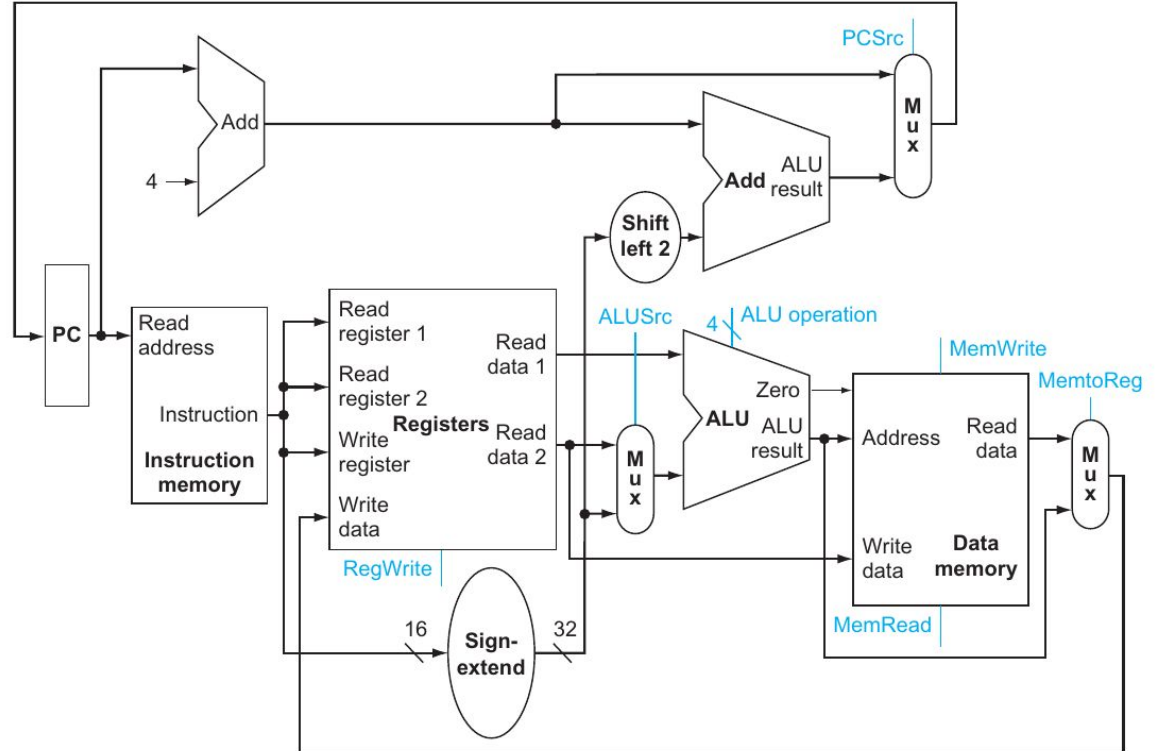 PCSrc
M
u
x
Add
4
Add
ALU
result
Shift
left 2
PC
Read
address
Instruction
Instruction
memory
Read
register 1
Read
register 2
Write
register
Write
data
Registers
Read
data 1
Read
data 2
RegWrite
16
Sign-
extend
32
ALUSrc
M
u
x
4
ALU operation
Zero
ALU
ALU
result
MemWrite
Address
Read
data
Write
data
Data
memory
MemRead
MemtoReg
M
u
x